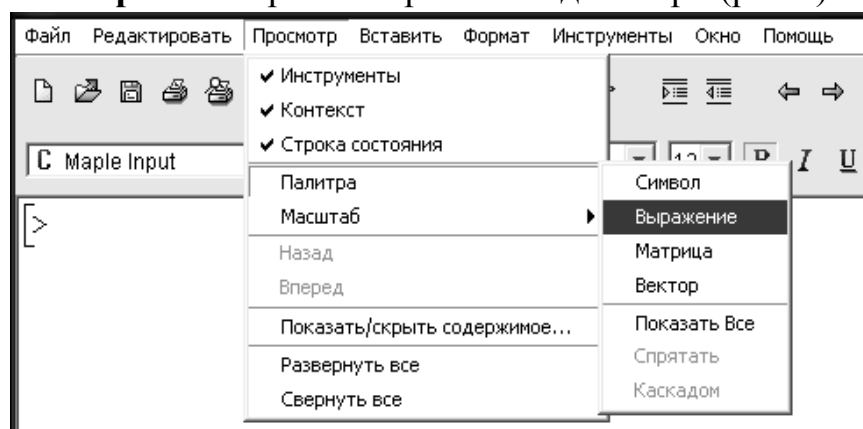 Файл Редактировать Просмотр Вставить Формат Инструменты Окно Помощь
Инструменты
Контекст
Строка состояния
C Maple Input
B I U
Палитра
Масштаб
Назад
Вперед
Показать/скрыть содержимое...
Развернуть все
Свернуть все
Символ
Выражение
Матрица
Вектор
Показать Все
Спрятать
Каскадом
[>